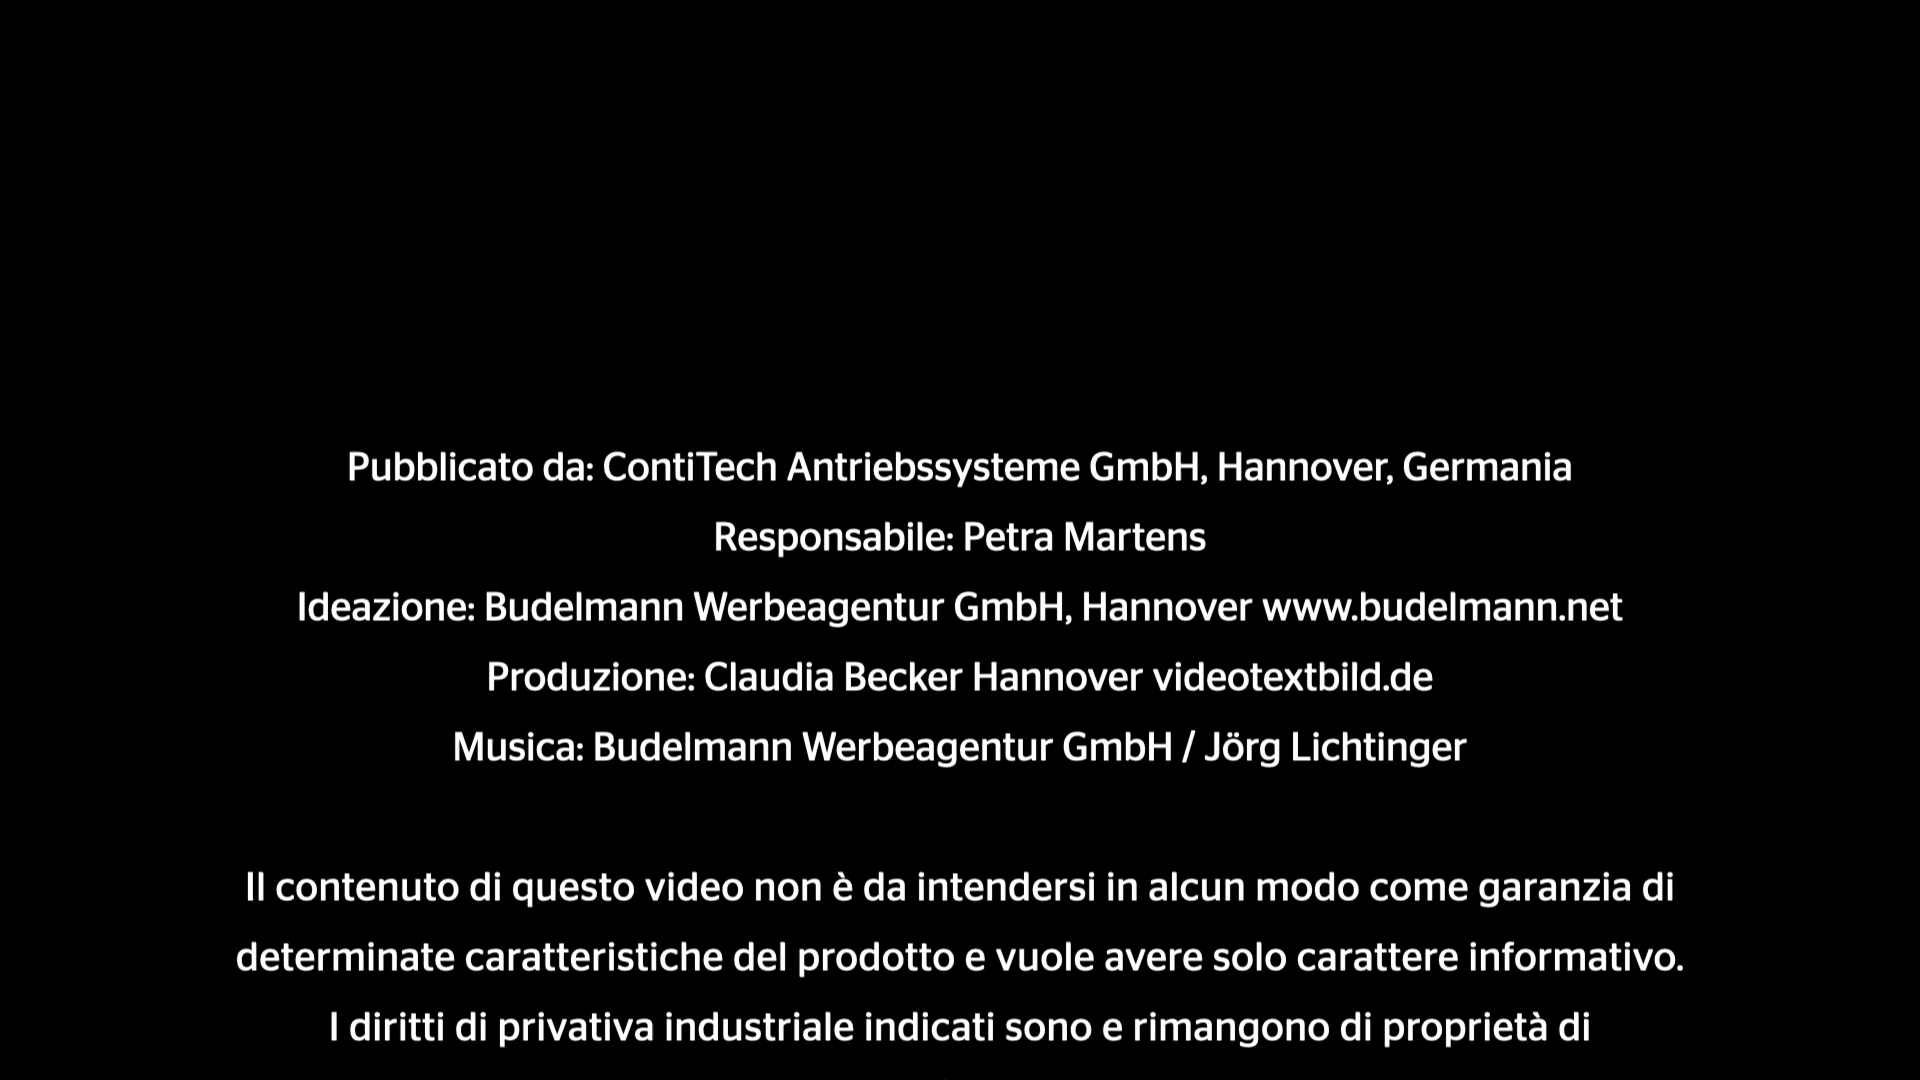 Pubblicato da: ContiTech Antriebssysteme GmbH, Hannover, Germania
Responsabile: Petra Martens
Ideazione: Budelmann Werbeagentur GmbH, Hannover www.budelmann.net
Produzione: Claudia Becker Hannover videotextbild.de
Musica: Budelmann Werbeagentur GmbH / Jörg Lichtinger
Il contenuto di questo video non è da intendersi in alcun modo come garanzia di
determinate caratteristiche del prodotto e vuole avere solo carattere informativo.
I diritti di privativa industriale indicati sono e rimangono di proprietà di